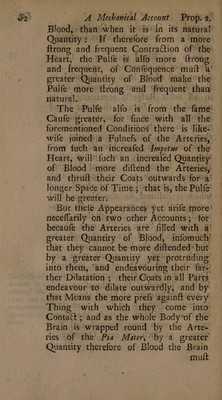 82 A Mechanical Account Prop. 2.
Blood, than when it is in its natural
Quantity: If therefore from a more
ſtrong and frequent Contraction of the
Heart, the Pulſe is alſo more ſtrong
and frequent, of Conſequence muſt a
greater Quantity of Blood make the
Pulſe more ſtrong and frequent than
natural.
The Pulſe alſo is from the ſame
Cauſe greater, for ſince with all the
forementioned Conditions there is like-
wiſe joined a Fulneſs of the Arteries,
from ſuch an increaſed Impetus of the
Heart, will ſuch an increaſed Quantity
of Blood more diſtend the Arteries,
and thruſt their Coats outwards for a
longer Space of Time; that is, the Pulſe
will be greater.
But theſe Appearances yet ariſe more
neceſſarily on two other Accounts; for
becauſe the Arteries are filled with a
greater Quantity of Blood, inſomuch
that they cannot be more diſtended but
by a greater Quantity yet protruding
into them, and endeavouring their far-
ther Dilatation; their Coats in all Parts
endeavour to dilate outwardly, and by
that Means the more preſs againſt every
Thing with which they come into
Contact; and as the whole Body of the
Brain is wrapped round by the Arte-
ries of the Pia Mater, by a greater
Quantity therefore of Blood the Brain
muſt